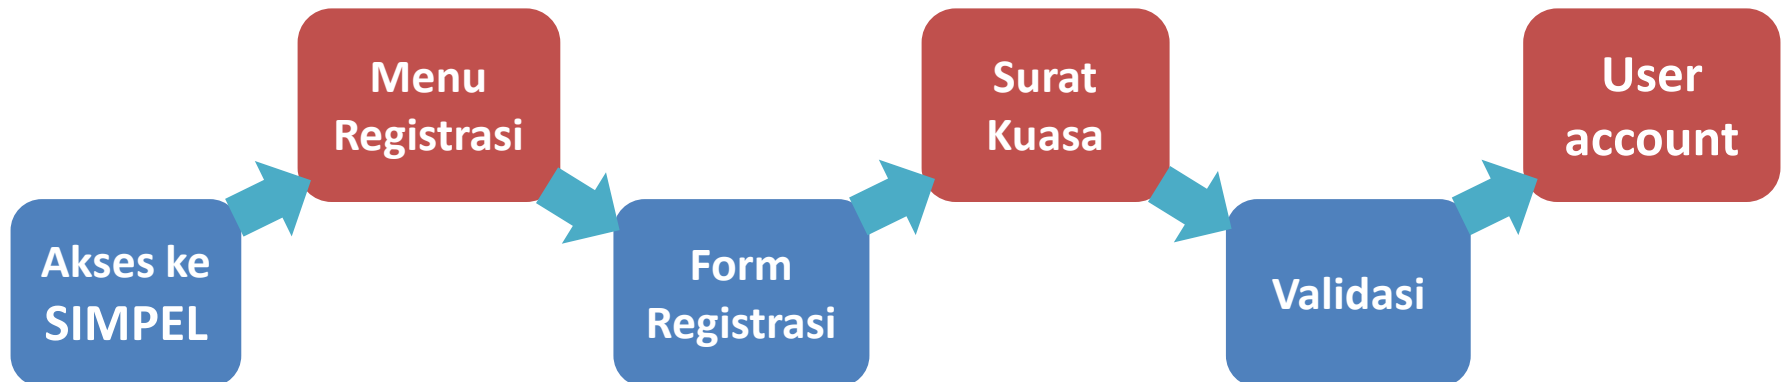 Akses ke
SIMPEL
Menu
Registrasi
Form
Registrasi
Surat
Kuasa
Validasi
User
account